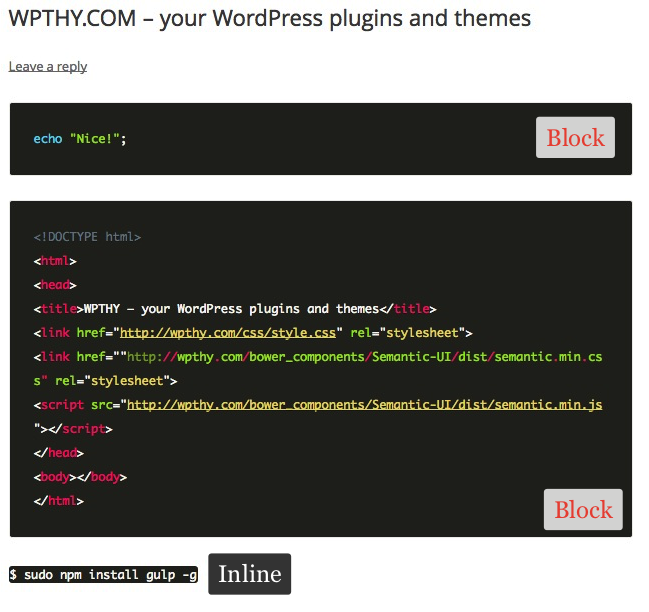 WPTHY.COM – your WordPress plugins and themes
Leave a reply
echo "Nice!"; Block
<!DOCTYPE html>
<html>
<head>
<title>WPTHY – your WordPress plugins and themes</title>
<link href="http://wpthy.com/css/style.css" rel="stylesheet">
<link href=""http://wpthy.com/bower_components/Semantic-UI/dist/semantic.min.cs
s" rel="stylesheet">
<script src="http://wpthy.com/bower_components/Semantic-UI/dist/semantic.min.js
"></script>
</head>
<body></body>
</html>
Block
$ sudo npm install gulp -g Inline